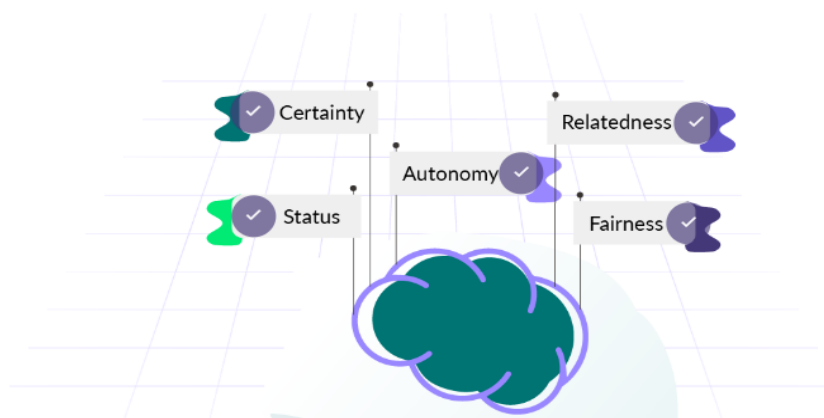 Certainty
Relatedness
Autonomy
Status
Fairness